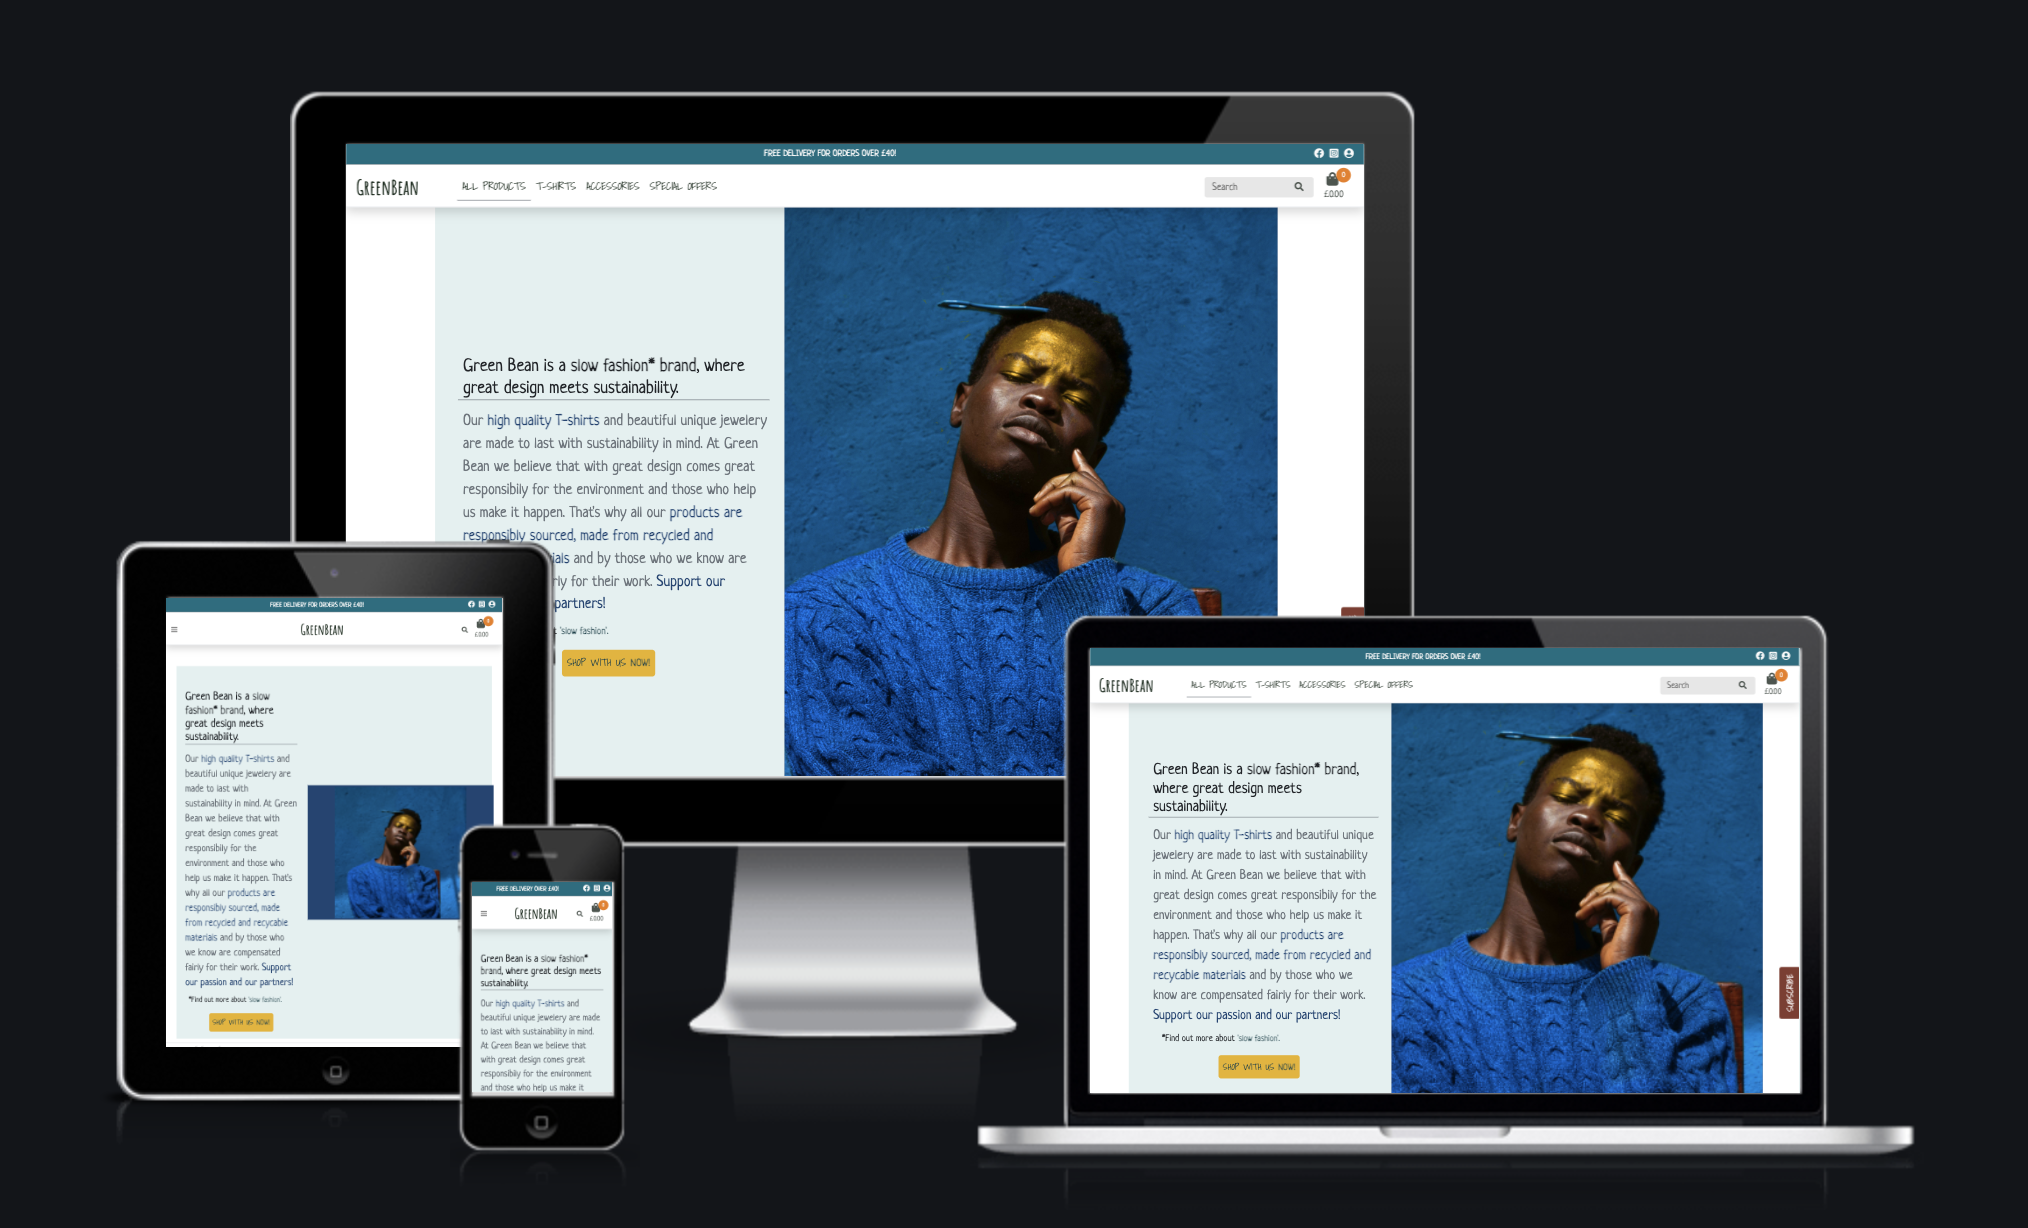 FREE DELIVERY FOR ORDERS OVER £40!
GREENBEAN
ALL PRODUCTS T-SHIRTS ACCESSORIES SPECIAL OFFERS
Search
0
£0.00
Green Bean is a slow fashion* brand, where
great design meets sustainability.
Our high quality T-shirts and beautiful unique jewelery
are made to last with sustainability in mind. At Green
Bean we believe that with great design comes great
responsibily for the environment and those who help
us make it happen. That's why all our products are
responsibly sourced, made from recycled and
and by those who we know are
for their work. Support our
partners!
'slow fashion'.
SHOP WITH US NOW!
FREE DELIVERY FOR ORDERS OVER £40!
GREENBEAN
0
£0.00
Green Bean is a slow
fashion* brand, where
great design meets
sustainability.
Our high quality T-shirts and
beautiful unique jewelery are
made to last with
sustainability in mind. At Green
Bean we believe that with
great design comes great
responsibily for the
environment and those who
help us make it happen. That's
why all our products are
responsibly sourced, made
from recycled and recycable
materials and by those who
we know are compensated
fairly for their work. Support
our passion and our partners!
*Find out more about 'slow fashion'.
SHOP WITH US NOW!
FREE DELIVERY OVER £40!
GREENBEAN
0
£0.00
Green Bean is a slow fashion*
brand, where great design meets
sustainability.
Our high quality T-shirts and
beautiful unique jewelery are made
to last with sustainability in mind.
At Green Bean we believe that
with great design comes great
responsibily for the environment
and those who help us make it
FREE DELIVERY FOR ORDERS OVER £40!
GREENBEAN
ALL PRODUCTS T-SHIRTS ACCESSORIES SPECIAL OFFERS
Search
0
£0.00
Green Bean is a slow fashion* brand,
where great design meets
sustainability.
Our high quality T-shirts and beautiful unique
jewelery are made to last with sustainability
in mind. At Green Bean we believe that with
great design comes great responsibily for the
environment and those who help us make it
happen. That's why all our products are
responsibly sourced, made from recycled and
recycable materials and by those who we
know are compensated fairly for their work.
Support our passion and our partners!
*Find out more about 'slow fashion'.
SHOP WITH US NOW!
SUBSCRIBE